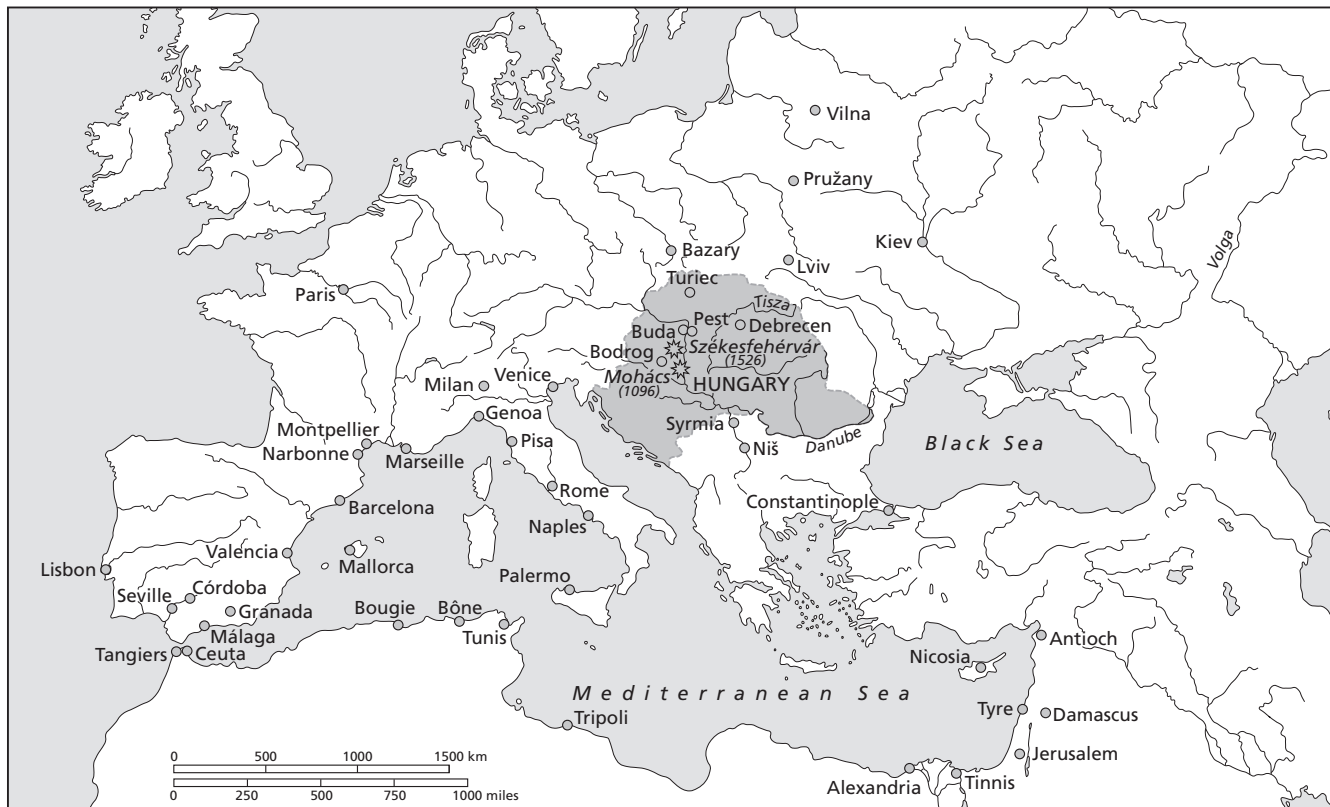 Vilna
Pružany
Kiev
Volga
Bazary
Lviv
Turiec
Paris
Tisza
Pest
Buda
Debrecen
Székesfehérvár
(1526)
Bodrog
Mohács
(1096)
HUNGARY
Milan
Venice
Genoa
Syrmia
Montpellier
Pisa
Danube
Black Sea
Narbonne
Marseille
Niš
Rome
Barcelona
Constantinople
Naples
Valencia
Mallorca
Lisbon
Palermo
Seville
Córdoba
Granada
Bougie
Bône
Málaga
Tunis
Antioch
Tangiers
Ceuta
Nicosia
Mediterranean Sea
Tyre
Damascus
Tripoli
Jerusalem
0 500 1000 1500 km
Alexandria
Tinnis
0 250 500 750 1000 miles